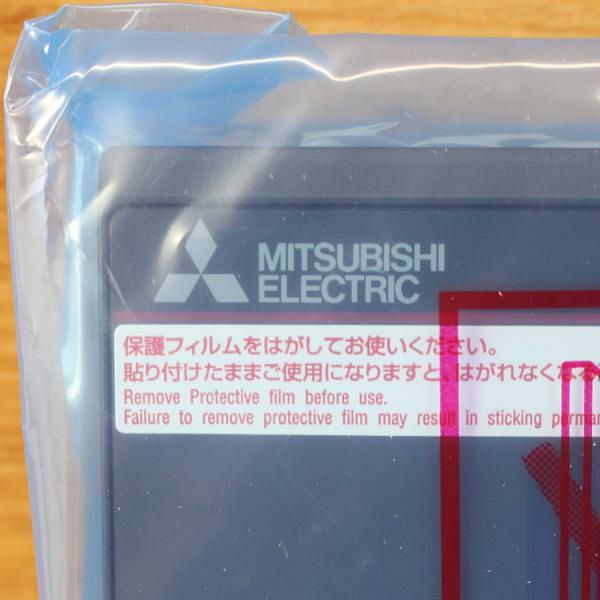 MITSUBISHI
ELECTRIC
保護フィルムをはがしてお使いください。
貼り付けたままご使用になりますと、はがれなくなる
Remove Protective film before use.
Failure to remove protective film may result in sticking